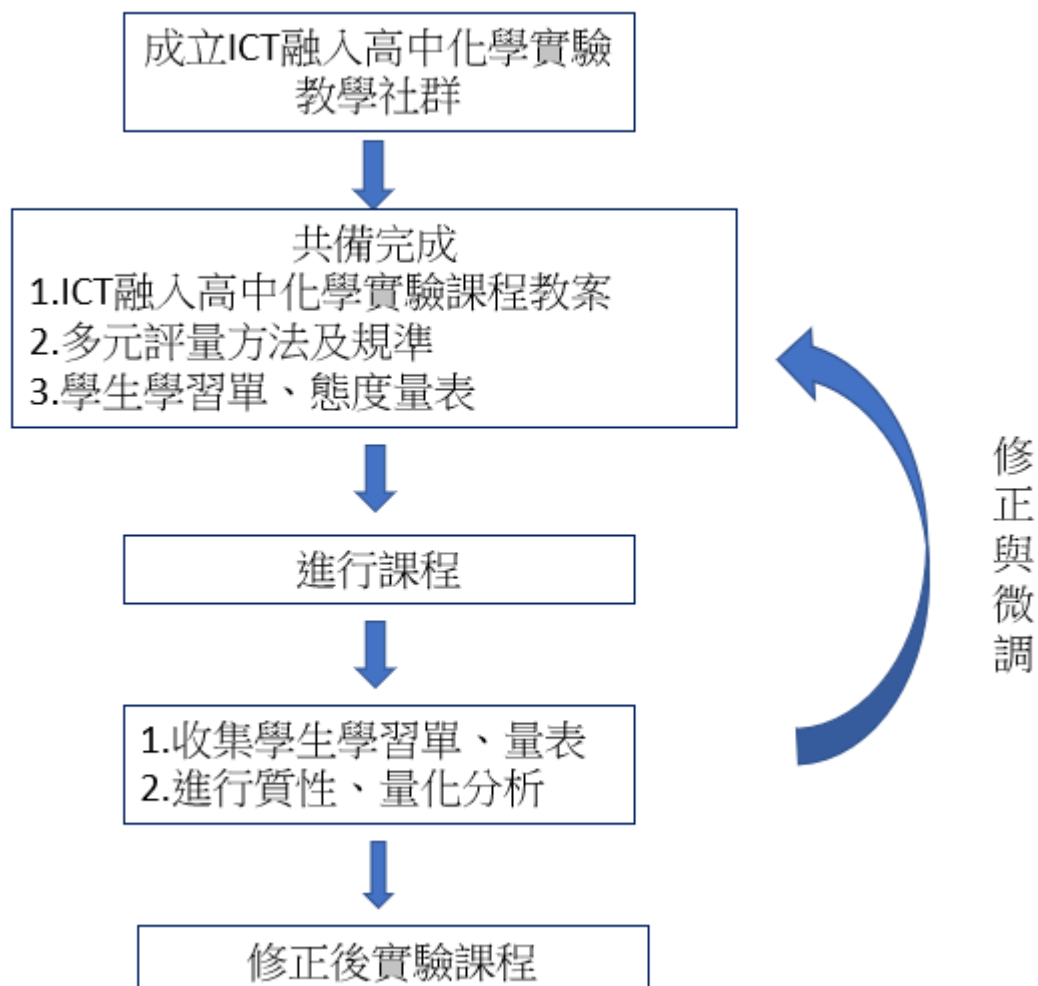 成立ICT融入高中化學實驗
教學社群
共備完成
1.ICT融入高中化學實驗課程教案
2.多元評量方法及規準
3.學生學習單、態度量表
進行課程
1.收集學生學習單、量表
2.進行質性、量化分析
修正後實驗課程
修正與微調